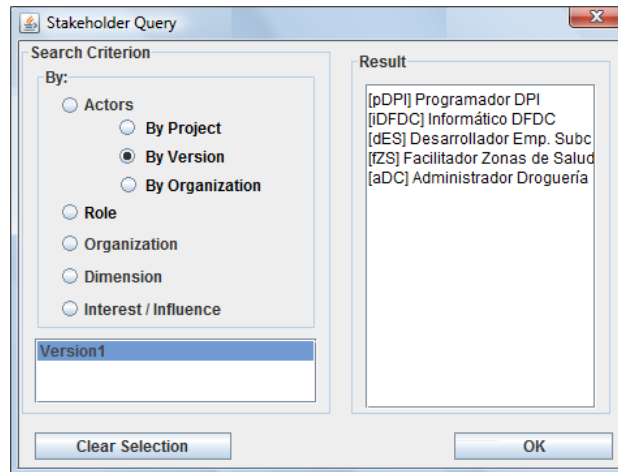 Stakeholder Query
Search Criterion
By:
Actors
By Project
By Version
By Organization
Role
Organization
Dimension
Interest / Influence
Version1
Clear Selection
Result
[pDPI] Programador DPI
[iDFDC] Informático DFDC
[dES] Desarrollador Emp. Subc
[fZS] Facilitador Zonas de Salud
[aDC] Administrador Droguería
OK